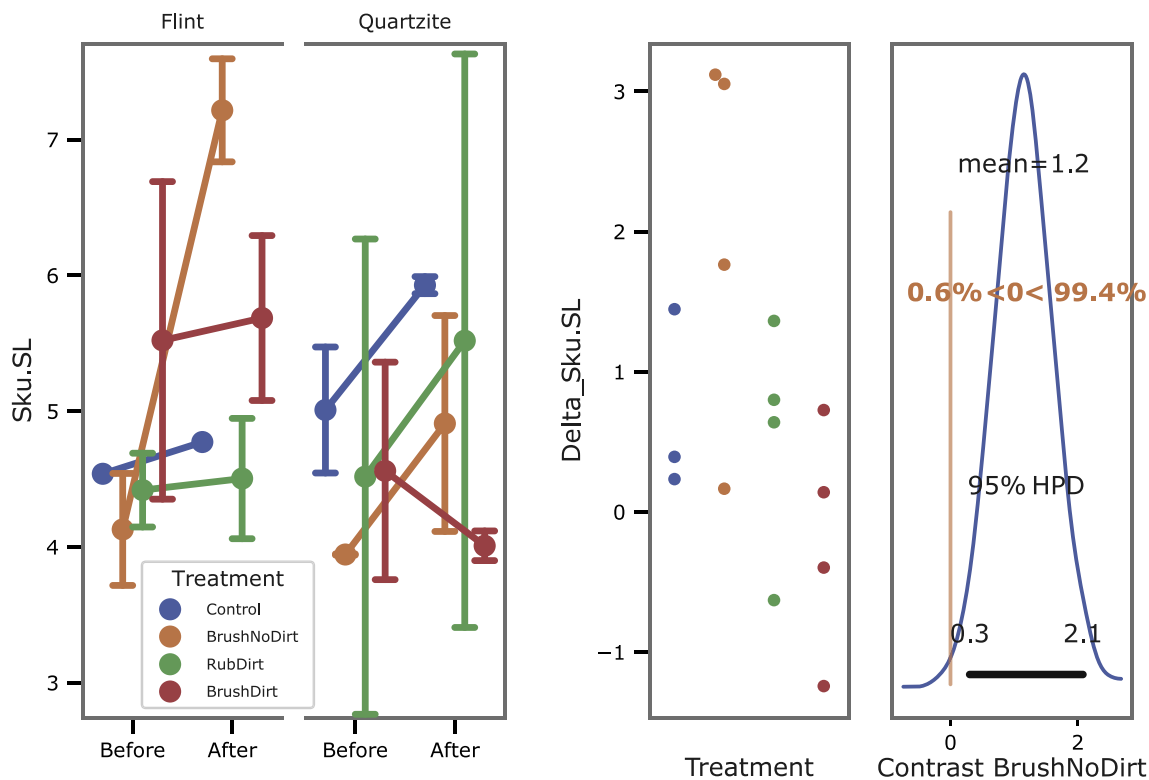 Flint
Quartzite
Sku.SL
7
6
5
4
3
Treatment
Control
BrushNoDirt
RubDirt
BrushDirt
Before
After
Before
After
Delta_Sku.SL
3
2
1
0
−1
Treatment
mean=1.2
0.6%<0< 99.4%
95% HPD
0.3
2.1
0
2
Contrast BrushNoDirt